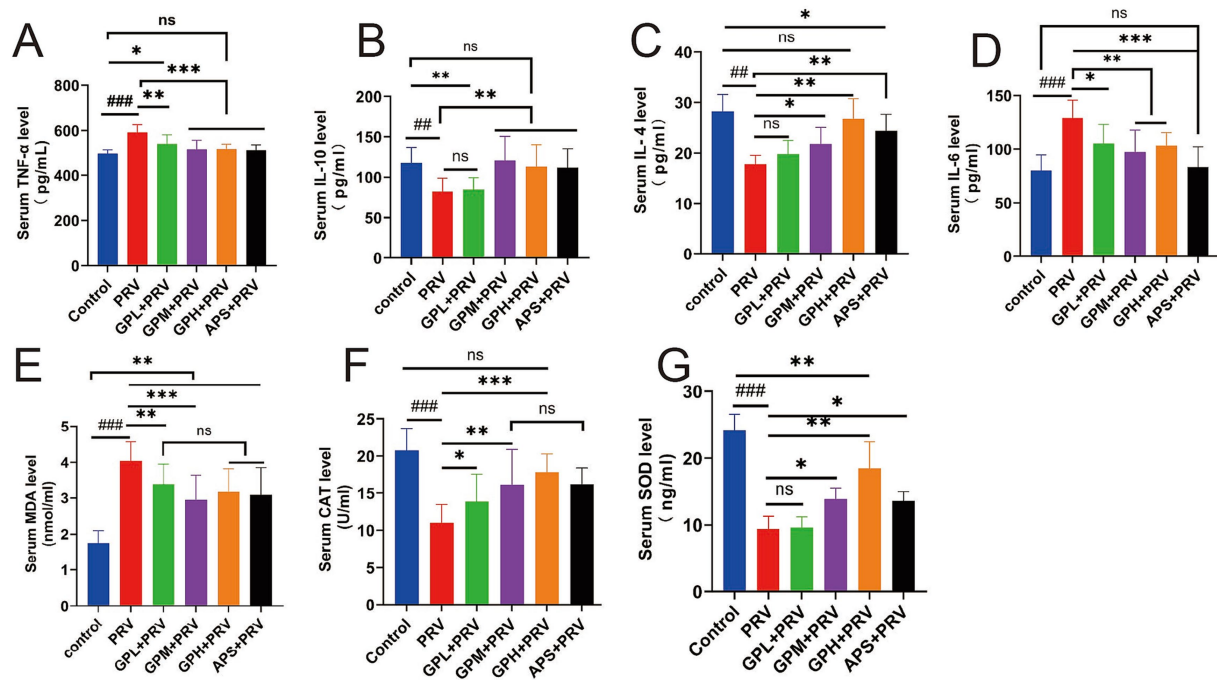 A
ns
*
***
###
**
Serum TNF-α level
( pg/mL)
800
600
400
200
0
Control
PRV
GPL+PRV
GPM+PRV
GPH+PRV
APS+PRV
B
ns
**
**
##
ns
Serum IL-10 level
( pg/ml)
200
150
100
50
0
control
PRV
GPL+PRV
GPM+PRV
GPH+PRV
APS+PRV
C
*
ns
##
**
**
*
ns
Serum IL- 4 level
( pg/ml)
40
30
20
10
0
control
PRV
GPL+PRV
GPM+PRV
GPH+PRV
APS+PRV
D
ns
***
**
###
*
Serum IL-6 level
( pg/ml)
150
100
50
0
control
PRV
GPL+PRV
GPM+PRV
GPH+PRV
APS+PRV
E
**
***
###
**
ns
Serum MDA level
(nmol/ml)
5
4
3
2
1
0
control
PRV
GPL+PRV
GPM+PRV
GPH+PRV
APS+PRV
F
ns
***
###
ns
**
*
Serum CAT level
(U/ml)
25
20
15
10
5
0
Control
PRV
GPL+PRV
GPM+PRV
GPH+PRV
APS+PRV
G
**
###
*
**
*
ns
Serum SOD level
( ng/ml)
30
20
10
0
Control
PRV
GPL+PRV
GPM+PRV
GPH+PRV
APS+PRV